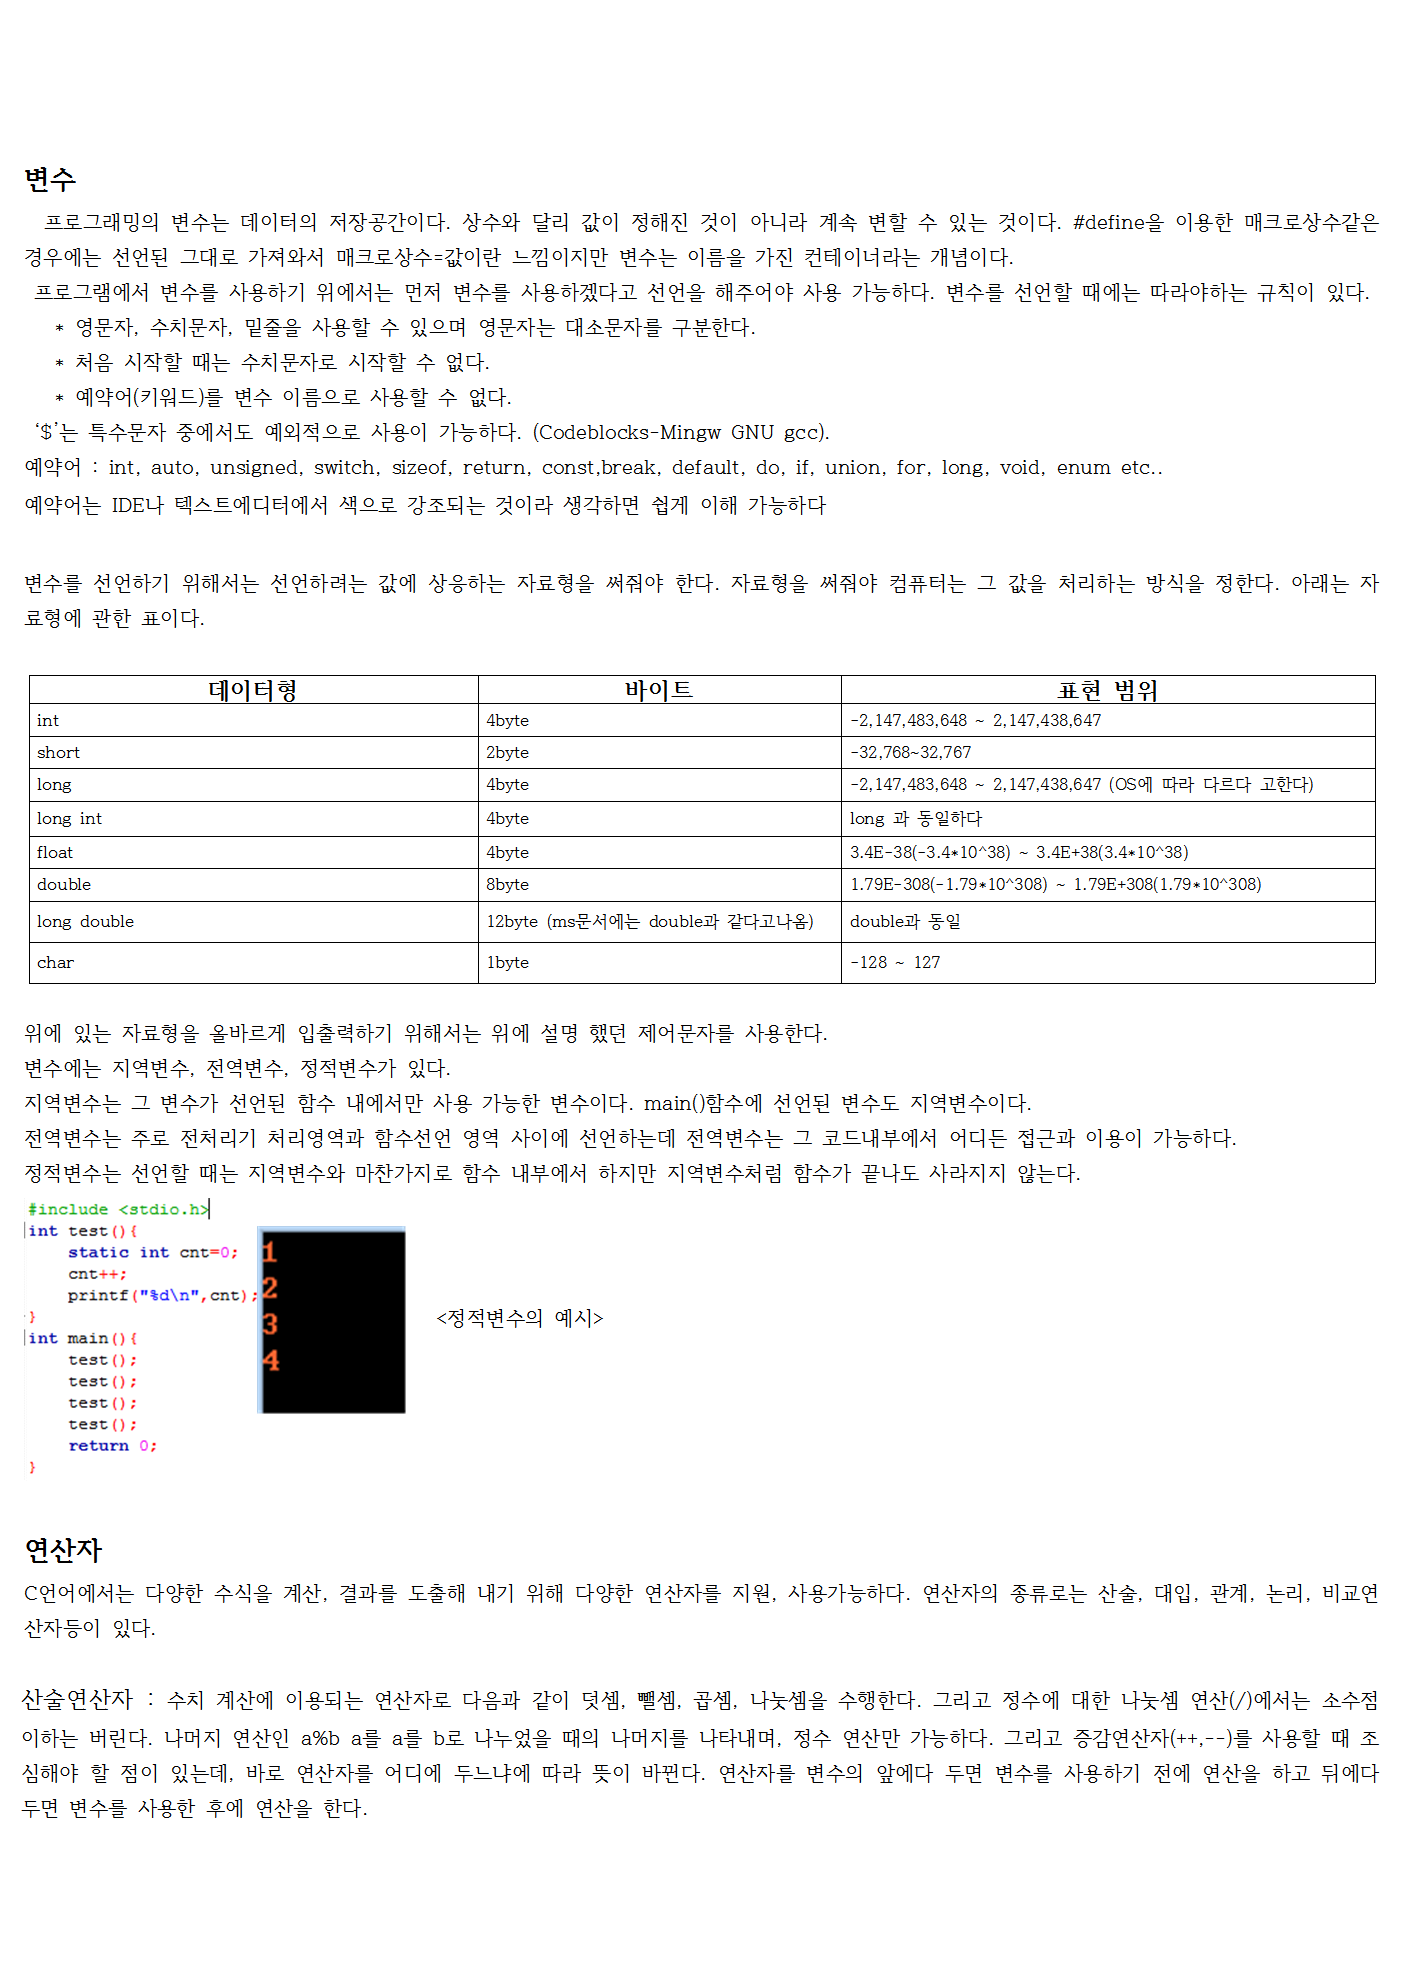 변수
프로그래밍의 변수는 데이터의 저장공간이다. 상수와 달리 값이 정해진 것이 아니라 계속 변할 수 있는 것이다. #define을 이용한 매크로상수같은
경우에는 선언된 그대로 가져와서 매크로상수=값이란 느낌이지만 변수는 이름을 가진 컨테이너라는 개념이다.
프로그램에서 변수를 사용하기 위에서는 먼저 변수를 사용하겠다고 선언을 해주어야 사용 가능하다. 변수를 선언할 때에는 따라야하는 규칙이 있다.
* 영문자, 수치문자, 밑줄을 사용할 수 있으며 영문자는 대소문자를 구분한다.
* 처음 시작할 때는 수치문자로 시작할 수 없다.
* 예약어(키워드)를 변수 이름으로 사용할 수 없다.
‘$’는 특수문자 중에서도 예외적으로 사용이 가능하다. (Codeblocks-Mingw GNU gcc).
예약어 : int, auto, unsigned, switch, sizeof, return, const,break, default, do, if, union, for, long, void, enum etc..
예약어는 IDE나 텍스트에디터에서 색으로 강조되는 것이라 생각하면 쉽게 이해 가능하다
변수를 선언하기 위해서는 선언하려는 값에 상응하는 자료형을 써줘야 한다. 자료형을 써줘야 컴퓨터는 그 값을 처리하는 방식을 정한다. 아래는 자
료형에 관한 표이다.
데이터형 바이트 표현 범위
int 4byte -2,147,483,648 ~ 2,147,438,647
short 2byte -32,768~32,767
long 4byte -2,147,483,648 ~ 2,147,438,647 (OS에 따라 다르다 고한다)
long int 4byte long 과 동일하다
float 4byte 3.4E-38(-3.4*10^38) ~ 3.4E+38(3.4*10^38)
double 8byte 1.79E-308(-1.79*10^308) ~ 1.79E+308(1.79*10^308)
long double 12byte (ms문서에는 double과 같다고나옴) double과 동일
char 1byte -128 ~ 127
위에 있는 자료형을 올바르게 입출력하기 위해서는 위에 설명 했던 제어문자를 사용한다.
변수에는 지역변수, 전역변수, 정적변수가 있다.
지역변수는 그 변수가 선언된 함수 내에서만 사용 가능한 변수이다. main()함수에 선언된 변수도 지역변수이다.
전역변수는 주로 전처리기 처리영역과 함수선언 영역 사이에 선언하는데 전역변수는 그 코드내부에서 어디든 접근과 이용이 가능하다.
정적변수는 선언할 때는 지역변수와 마찬가지로 함수 내부에서 하지만 지역변수처럼 함수가 끝나도 사라지지 않는다.
#include <stdio.h>
int test(){
static int cnt=0;
cnt++;
printf("%d\n",cnt);
}
int main(){
test();
test();
test();
test();
return 0;
}
1
2
3
4
<정적변수의 예시>
연산자
C언어에서는 다양한 수식을 계산, 결과를 도출해 내기 위해 다양한 연산자를 지원, 사용가능하다. 연산자의 종류로는 산술, 대입, 관계, 논리, 비교연
산자등이 있다.
산술연산자 : 수치 계산에 이용되는 연산자로 다음과 같이 덧셈, 뺄셈, 곱셈, 나눗셈을 수행한다. 그리고 정수에 대한 나눗셈 연산(/)에서는 소수점
이하는 버린다. 나머지 연산인 a%b a를 a를 b로 나누었을 때의 나머지를 나타내며, 정수 연산만 가능하다. 그리고 증감연산자(++,--)를 사용할 때 조
심해야 할 점이 있는데, 바로 연산자를 어디에 두느냐에 따라 뜻이 바뀐다. 연산자를 변수의 앞에다 두면 변수를 사용하기 전에 연산을 하고 뒤에다
두면 변수를 사용한 후에 연산을 한다.